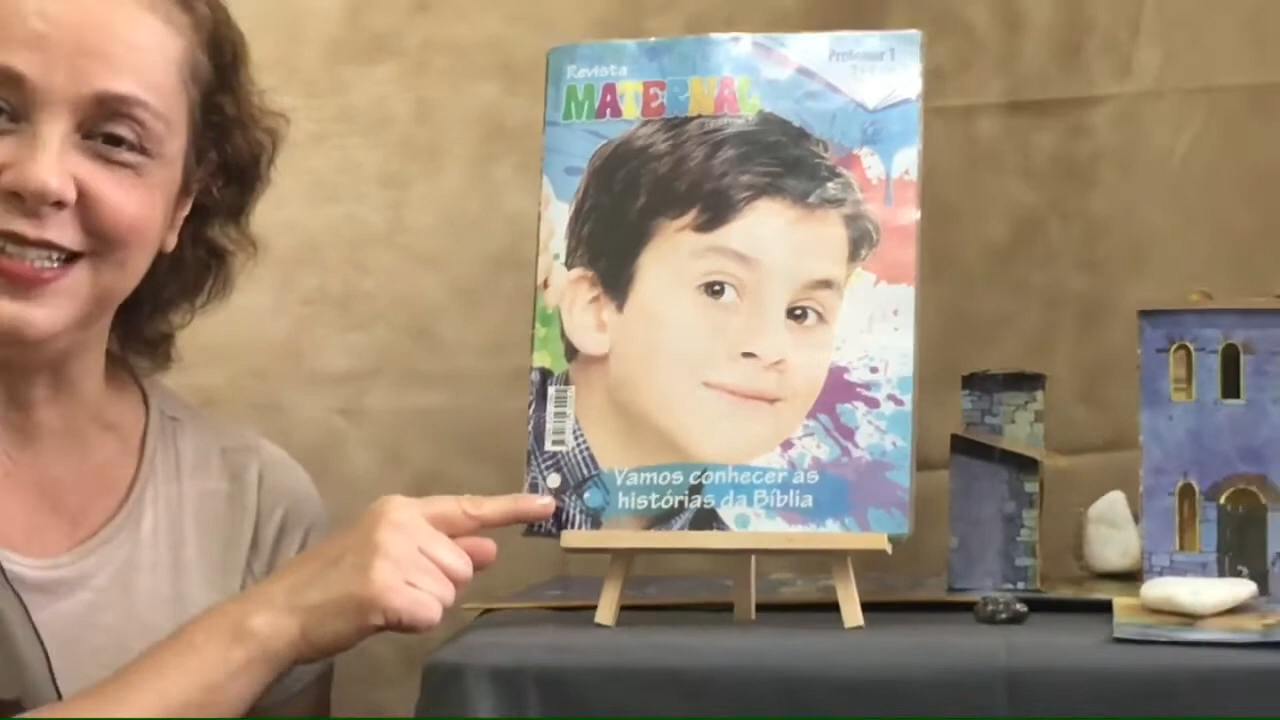 Revista
Professor 1
MATERNAL
Vamos conhecer as
histórias da Bíblia